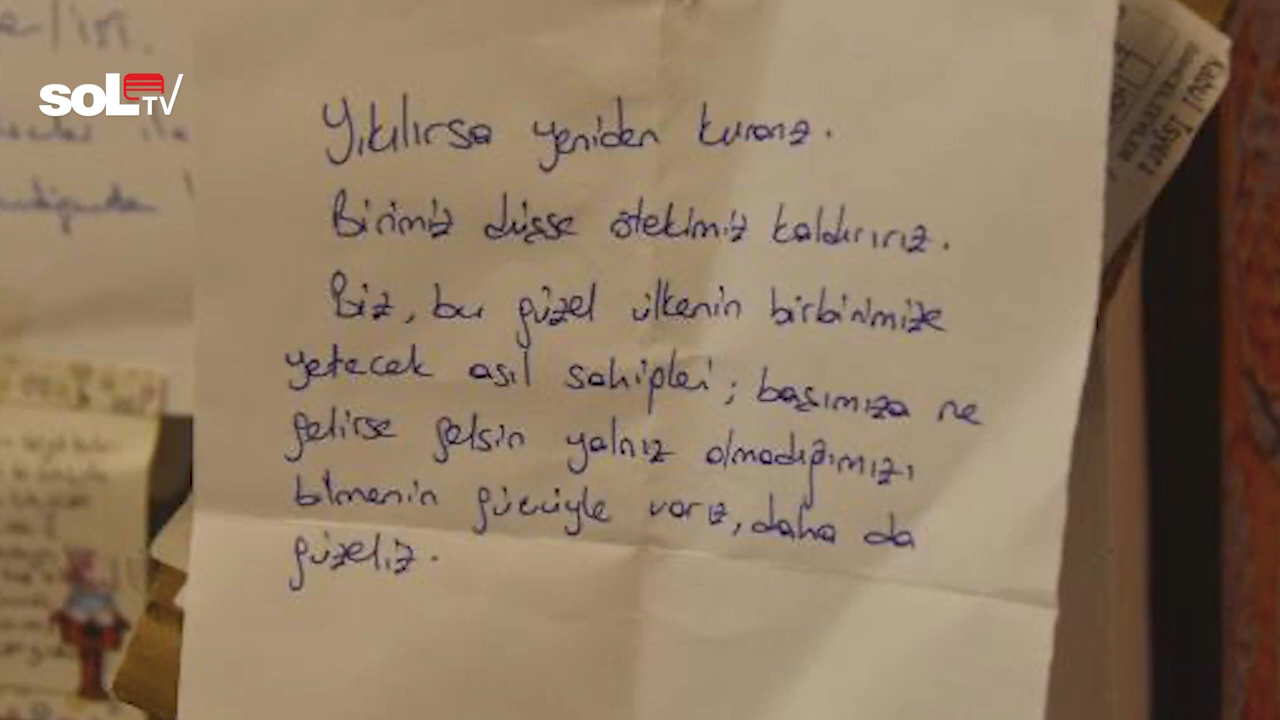 soL TV
Yıkılırsa yeniden kurarız.
Birimiz düşse ötekimiz kaldırırız.
Biz, bu güzel ülkenin birbirimize
yetecek asıl sahipleri; başımıza ne
gelirse gelsin yalnız olmadığımızı
bilmenin gücüyle varız, daha da
güzeliz.